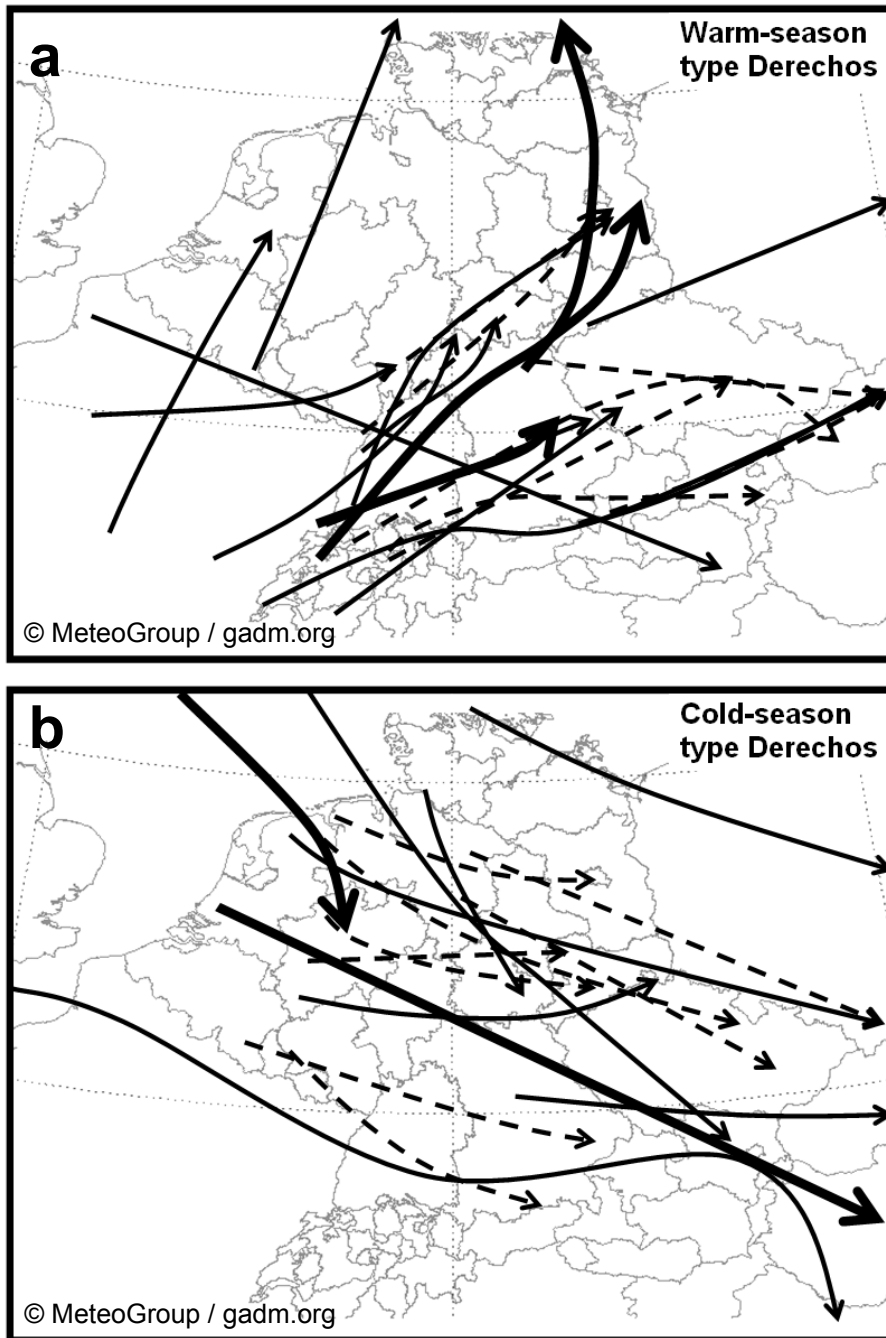 a
Warm-season
type Derechos
© MeteoGroup / gadm.org
b
Cold-season
type Derechos
© MeteoGroup / gadm.org